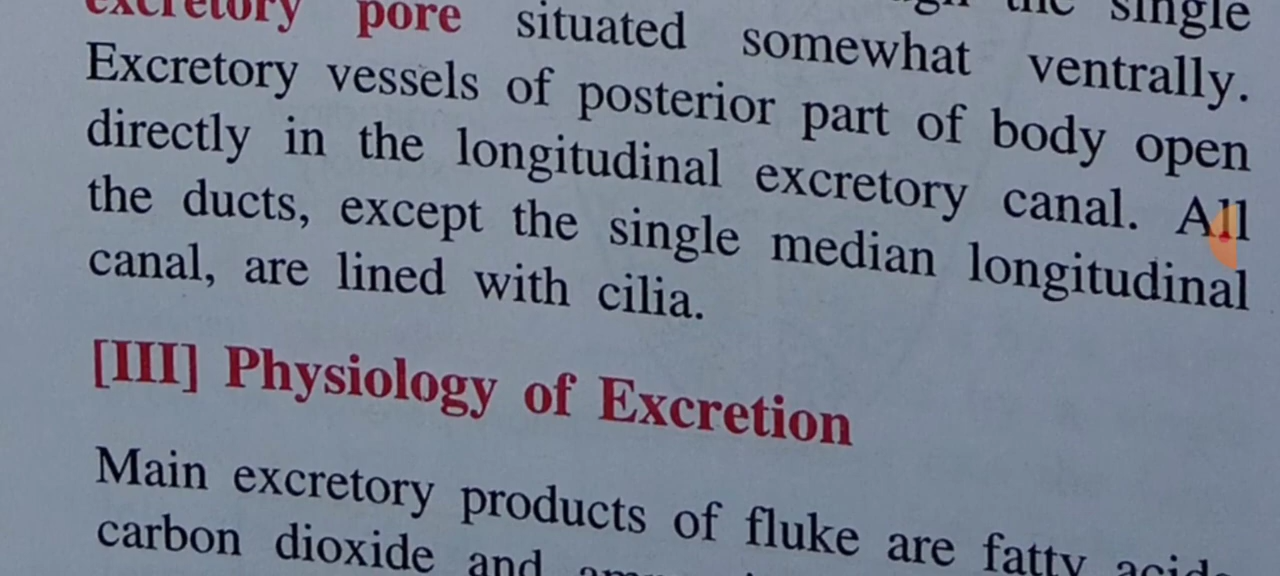 excretory pore situated somewhat ventrally.
Excretory vessels of posterior part of body open
directly in the longitudinal excretory canal. All
the ducts, except the single median longitudinal
canal, are lined with cilia.
[III] Physiology of Excretion
Main excretory products of fluke are fatty acids
carbon dioxide and